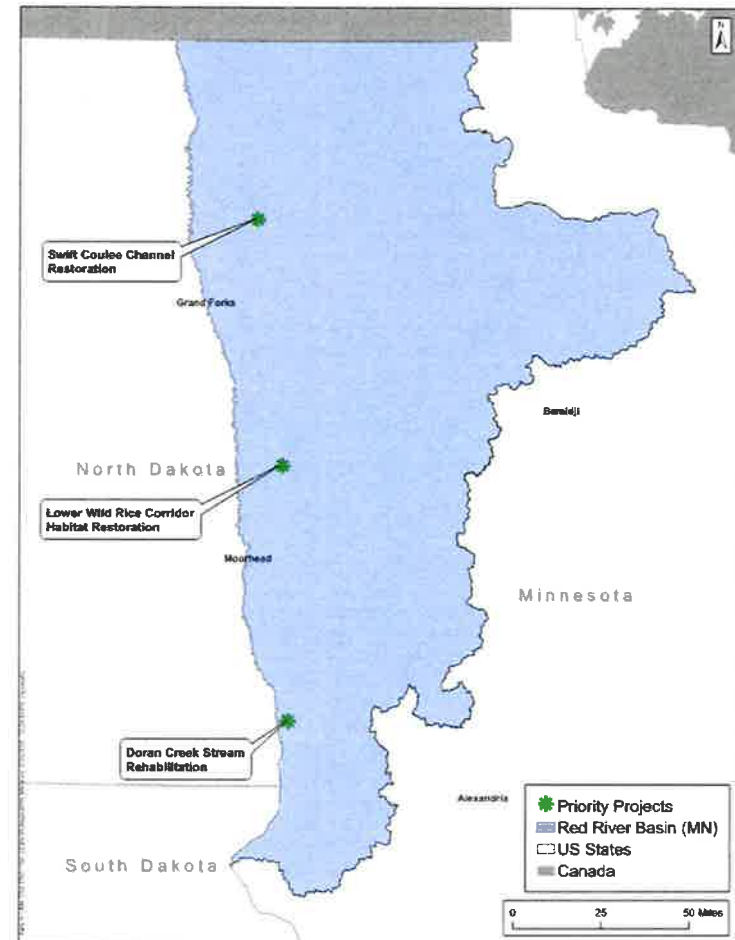 N
Swift Coulee Channel
Restoration
Grand Forks
Bemidji
North Dakota
Lower Wild Rice Corridor
Habitat Restoration
Moorhead
Minnesota
Doran Creek Stream
Rehabilitation
Alexandria
South Dakota
Priority Projects
Red River Basin (MN)
US States
Canada
0 25 50 Miles